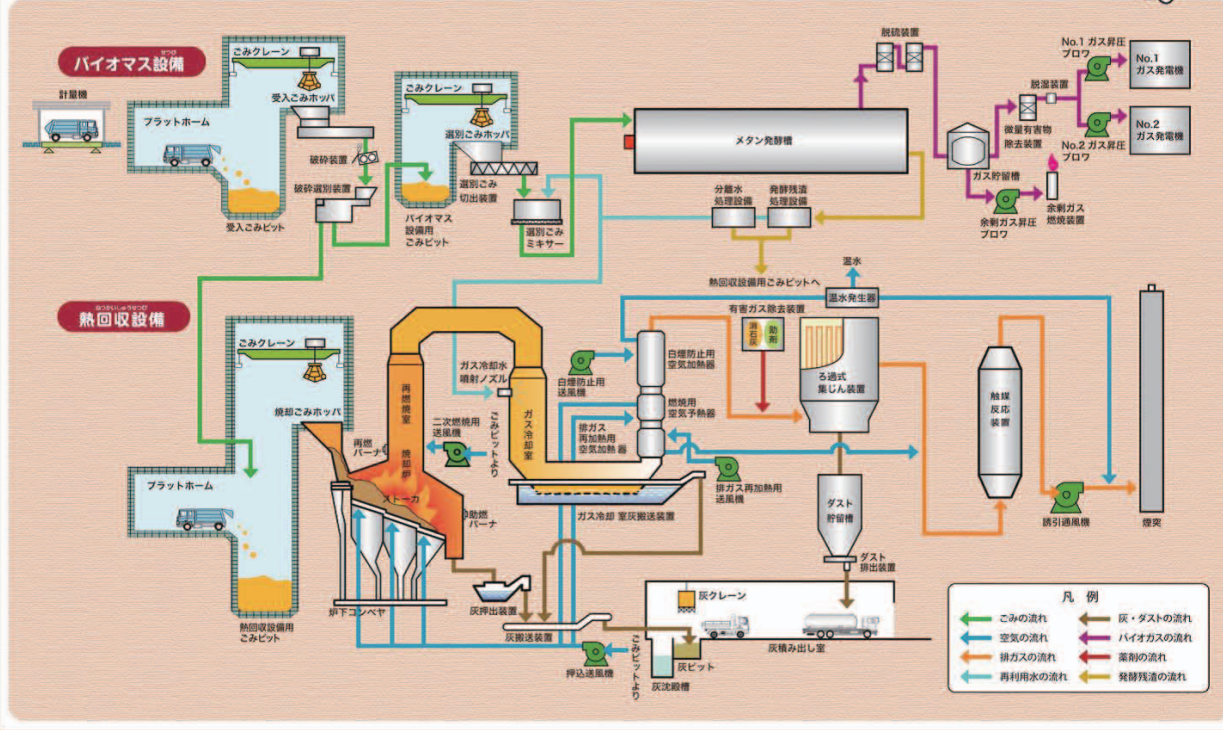 せつび
バイオマス設備
計量機
プラットホーム
ごみクレーン
受入ごみホッパ
破砕装置
破砕選別装置
受入ごみピット
ごみクレーン
選別ごみホッパ
選別ごみ
切出装置
バイオマス
設備用
ごみピット
選別ごみ
ミキサー
メタン発酵槽
脱硫装置
分離水
処理設備
発酵残渣
処理設備
熱回収設備用ごみピットへ
ガス貯留槽
微量有害物
除去装置
脱湿装置
No.1 ガス昇圧
ブロワ
No.1
ガス発電機
No.2
ガス発電機
No.2 ガス昇圧
ブロワ
余剰ガス昇圧
ブロワ
余剰ガス
燃焼装置
ねつかいしゅうせつび
熱回収設備
ごみクレーン
焼却ごみホッパ
プラットホーム
熱回収設備用
ごみピット
再燃焼室
焼却炉
再燃
バーナ
ストーカ
助燃
バーナ
炉下コンベヤ
二次燃焼用
送風機
ごみピットより
ガス冷却水
噴射ノズル
ガス冷却室
ガス冷却 室灰搬送装置
白煙防止用
送風機
白煙防止用
空気加熱器
燃焼用
空気予熱器
排ガス
再加熱用
空気加熱 器
排ガス再加熱用
送風機
有害ガス除去装置
消石灰
助剤
温水
温水発生器
ろ過式
集じん装置
ダスト
貯留槽
ダスト
排出装置
触媒
反応
装置
誘引通風機
煙突
灰押出装置
灰搬送装置
押込送風機
ごみピットより
灰クレーン
灰ピット
灰沈殿槽
灰積み出し室
凡 例
ごみの流れ
空気の流れ
排ガスの流れ
再利用水の流れ
灰・ダストの流れ
バイオガスの流れ
薬剤の流れ
発酵残渣の流れ